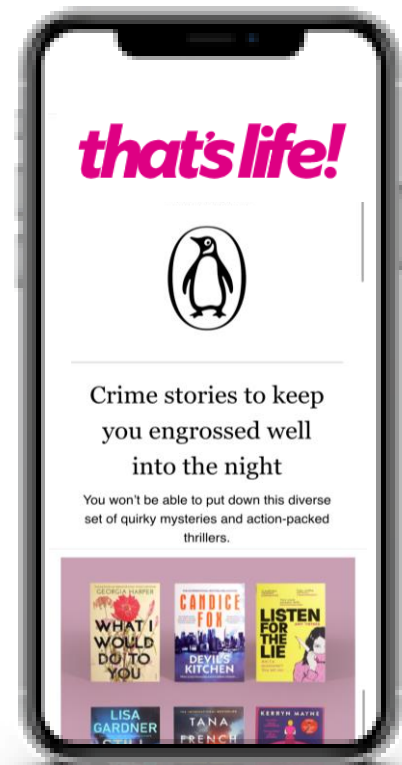 that's life!
Crime stories to keep
you engrossed well
into the night
You won't be able to put down this diverse
set of quirky mysteries and action-packed
thrillers.
GEORGIA HARPER
WHAT I
WOULD
DO TO
YOU
CANDICE
FOX
DEVIL'S
KITCHEN
LISTEN
FOR
THE
LIE
LISA
GARDNER
TANA
FRENCH
KERRYN MAYNE